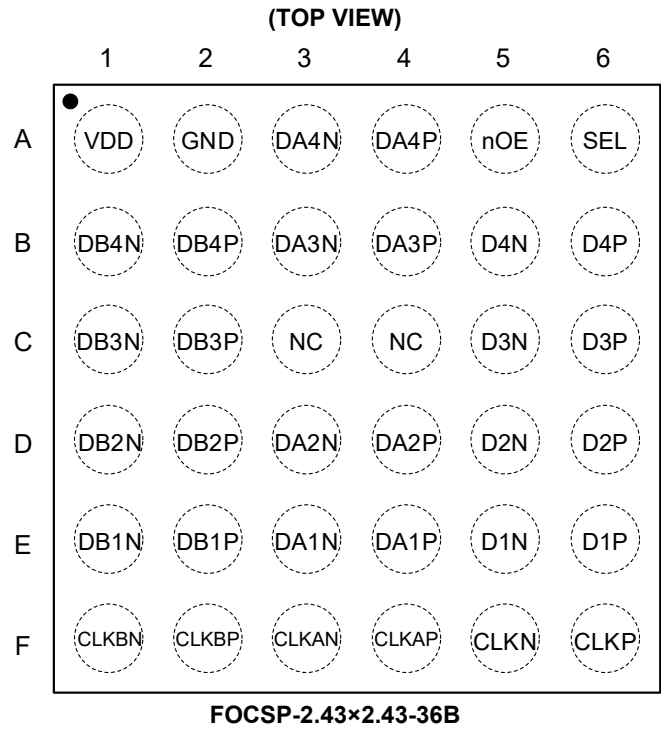 (TOP VIEW)
1 2 3 4 5 6
A VDD GND DA4N DA4P nOE SEL
B DB4N DB4P DA3N DA3P D4N D4P
C DB3N DB3P NC NC D3N D3P
D DB2N DB2P DA2N DA2P D2N D2P
E DB1N DB1P DA1N DA1P D1N D1P
F CLKBN CLKBP CLKAN CLKAP CLKN CLKP
FOCSP-2.43×2.43-36B